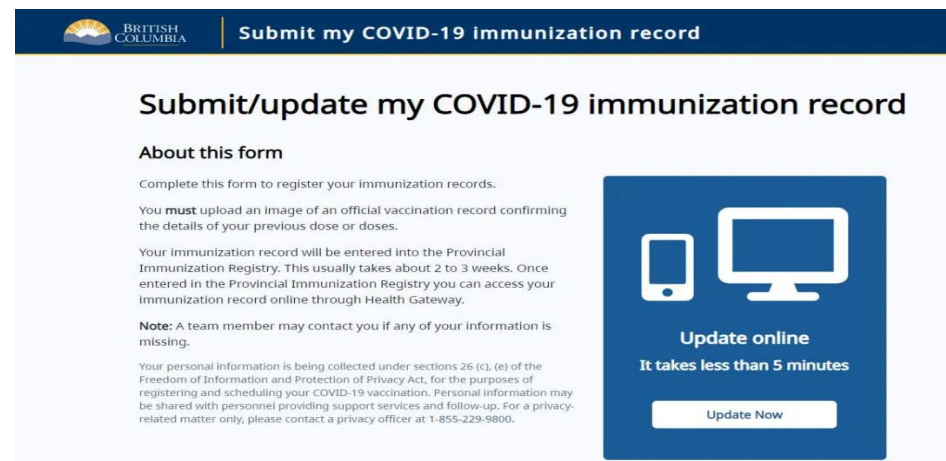 BRITISH
COLUMBIA
Submit my COVID-19 immunization record
Submit/update my COVID-19 immunization record
About this form
Complete this form to register your immunization records.
You must upload an image of an official vaccination record confirming
the details of your previous dose or doses.
Your immunization record will be entered into the Provincial
Immunization Registry. This usually takes about 2 to 3 weeks. Once
entered in the Provincial Immunization Registry you can access your
immunization record online through Health Gateway.
Note: A team member may contact you if any of your information is
missing.
Your personal information is being collected under sections 26 (c), (e) of the
Freedom of Information and Protection of Privacy Act, for the purposes of
registering and scheduling your COVID-19 vaccination. Personal information may
be shared with personnel providing support services and follow-up. For a privacy-
related matter only, please contact a privacy officer at 1-855-229-9800.
Update online
It takes less than 5 minutes
Update Now